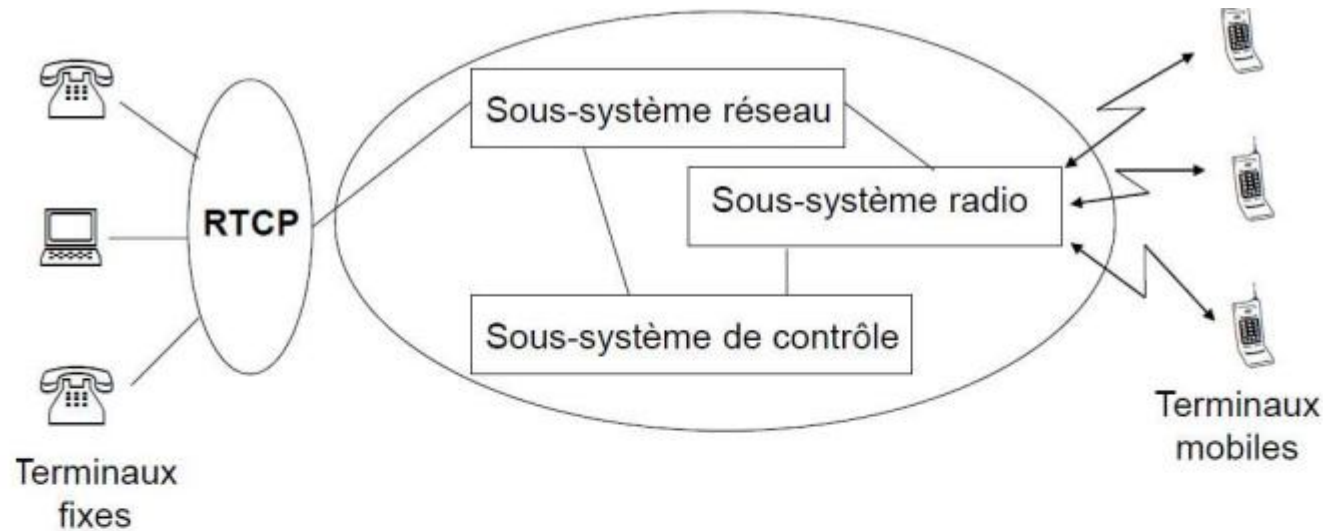 Sous-système réseau
Sous-système radio
RTCP
Sous-système de contrôle
Terminaux
fixes
Terminaux
mobiles